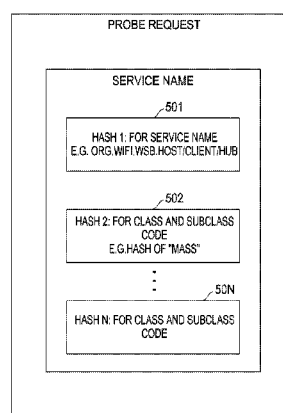 PROBE REQUEST
SERVICE NAME
501
HASH 1: FOR SERVICE NAME
E.G. ORG.WIFI.WSB.HOST/CLIENT/HUB
502
HASH 2: FOR CLASS AND SUBCLASS
CODE
E.G.HASH OF "MASS"
50N
HASH N: FOR CLASS AND SUBCLASS
CODE